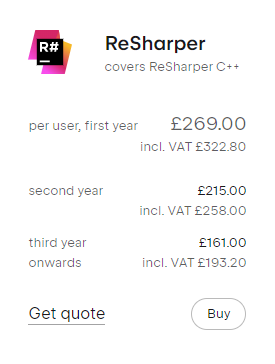 R#
ReSharper
covers ReSharper C++
per user, first year £269.00
incl. VAT £322.80
second year £215.00
incl. VAT £258.00
third year £161.00
onwards incl. VAT £193.20
Get quote Buy